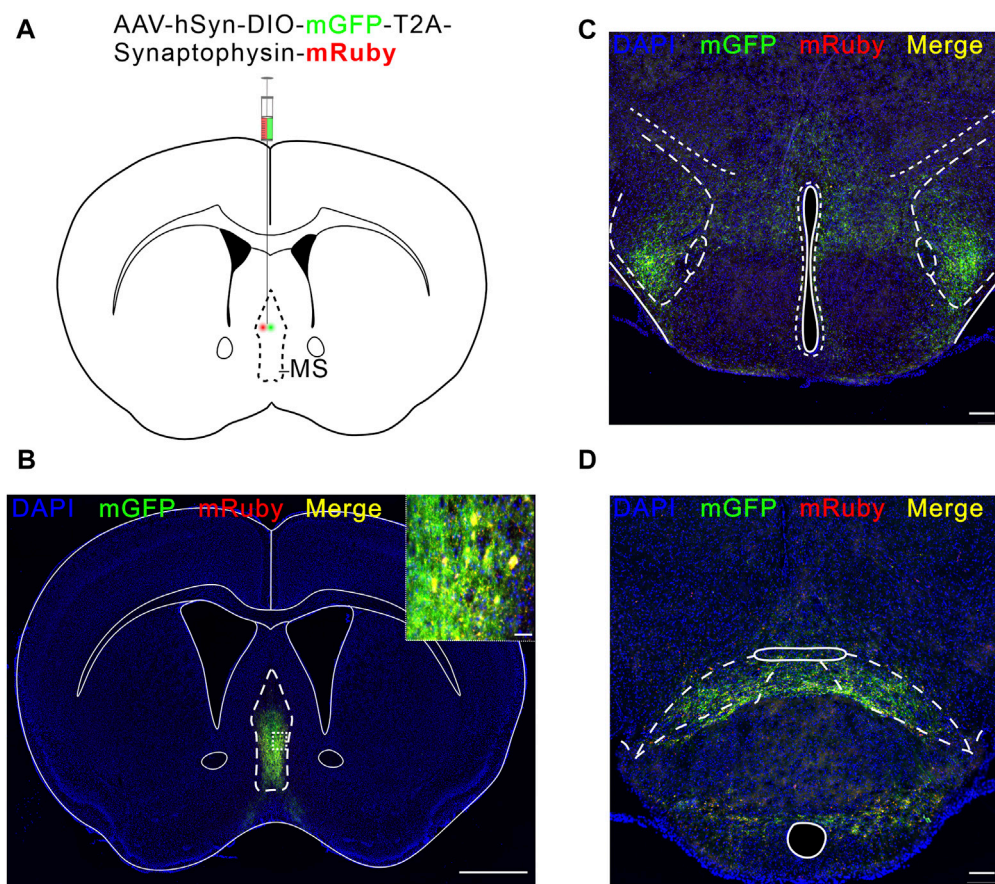 A
AAV-hSyn-DIO-mGFP-T2A-
Synaptophysin-mRuby
MS
B
DAPI mGFP mRuby Merge
C
DAPI mGFP mRuby Merge
D
DAPI mGFP mRuby Merge